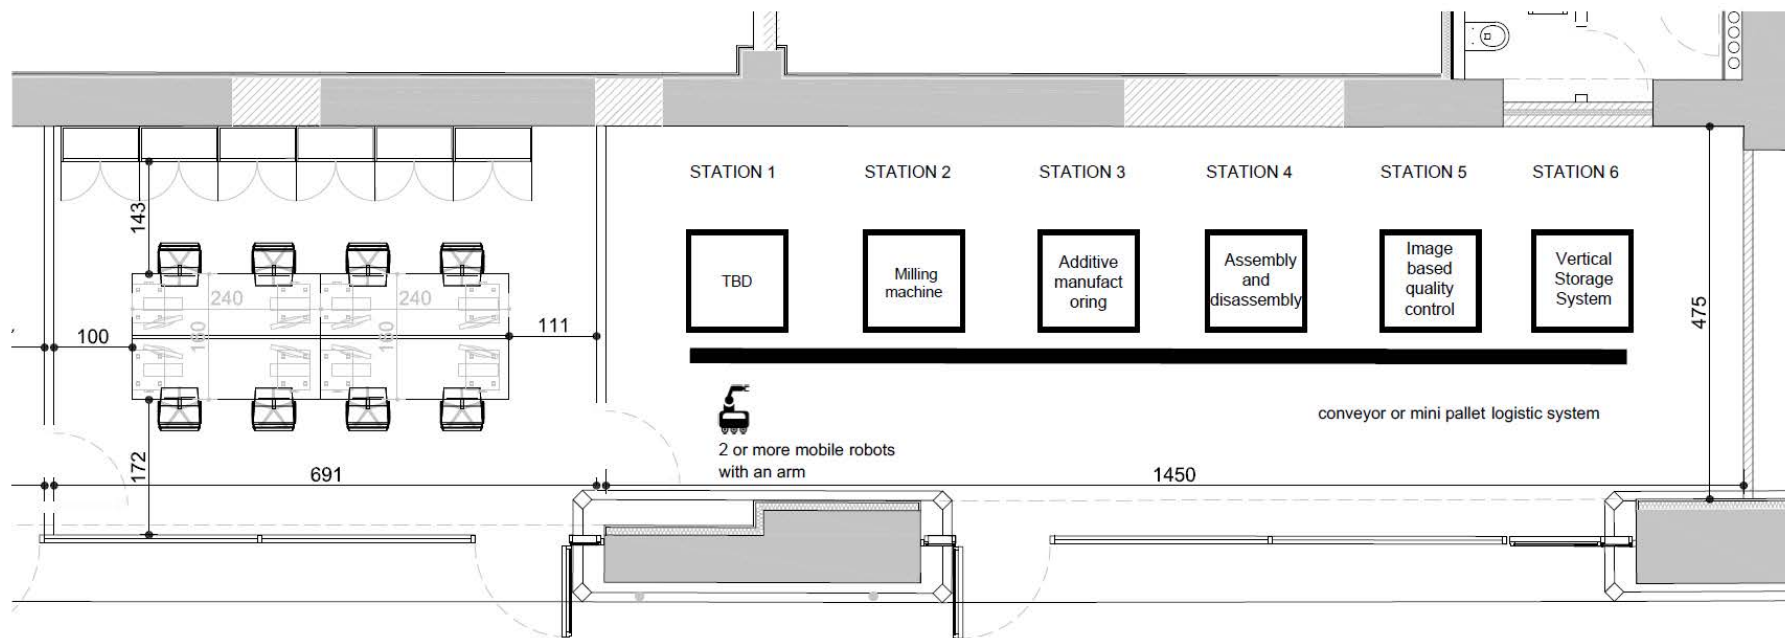 STATION 1
STATION 2
STATION 3
STATION 4
STATION 5
STATION 6
143
240
240
160
160
100
111
172
691
TBD
Milling
machine
Additive
manufact
oring
Assembly
and
disassembly
Image
based
quality
control
Vertical
Storage
System
475
conveyor or mini pallet logistic system
2 or more mobile robots
with an arm
1450